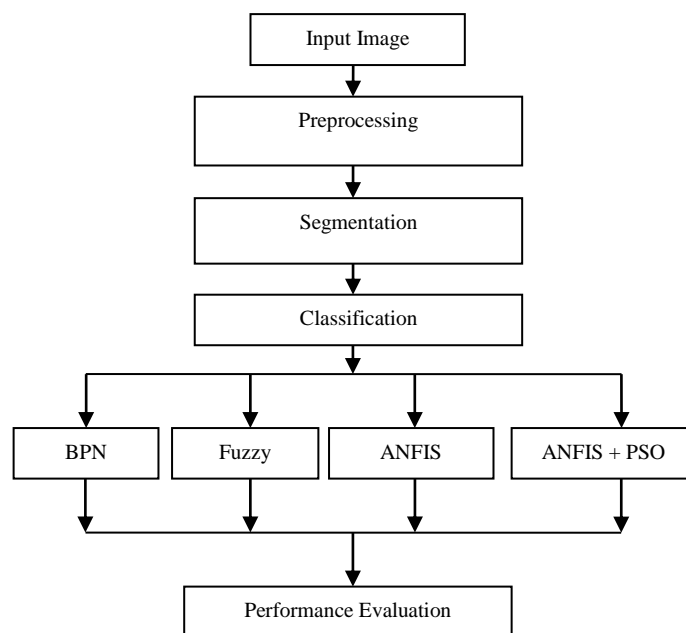 Input Image
Preprocessing
Segmentation
Classification
BPN
Fuzzy
ANFIS
ANFIS + PSO
Performance Evaluation